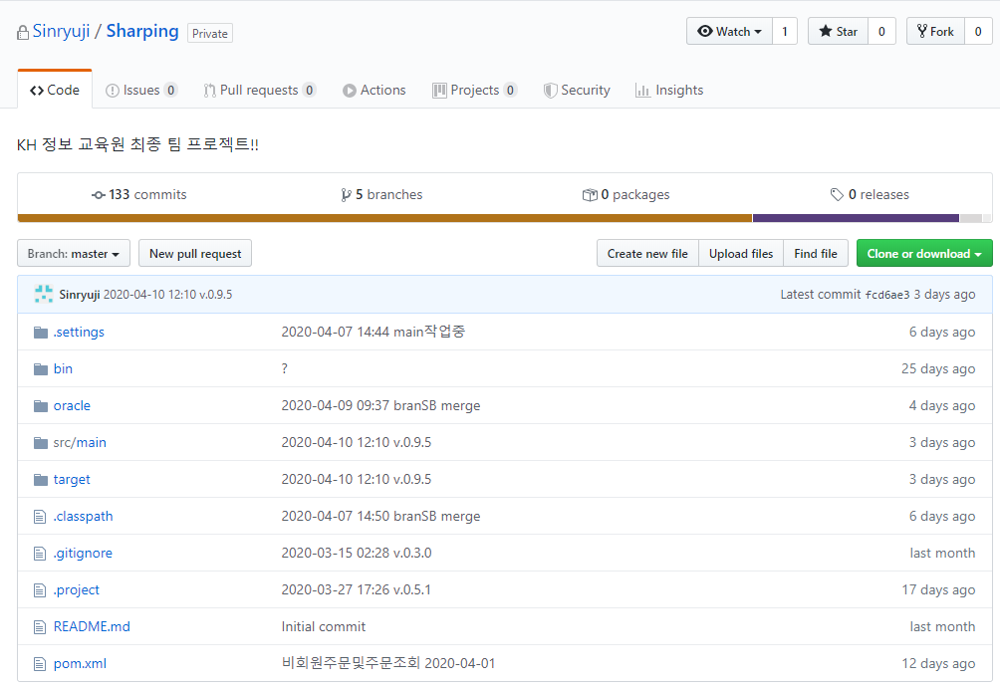 Sinryuji / Sharping Private Watch 1 Star 0 Fork 0
Code Issues 0 Pull requests 0 Actions Projects 0 Security Insights
KH 정보 교육원 최종 팀 프로젝트!!
133 commits 5 branches 0 packages 0 releases
Branch: master New pull request Create new file Upload files Find file Clone or download
Sinryuji 2020-04-10 12:10 v.0.9.5 Latest commit fcd6ae3 3 days ago
.settings 2020-04-07 14:44 main작업중 6 days ago
bin ? 25 days ago
oracle 2020-04-09 09:37 branSB merge 4 days ago
src/main 2020-04-10 12:10 v.0.9.5 3 days ago
target 2020-04-10 12:10 v.0.9.5 3 days ago
.classpath 2020-04-07 14:50 branSB merge 6 days ago
.gitignore 2020-03-15 02:28 v.0.3.0 last month
.project 2020-03-27 17:26 v.0.5.1 17 days ago
README.md Initial commit last month
pom.xml 비회원주문및주문조회 2020-04-01 12 days ago